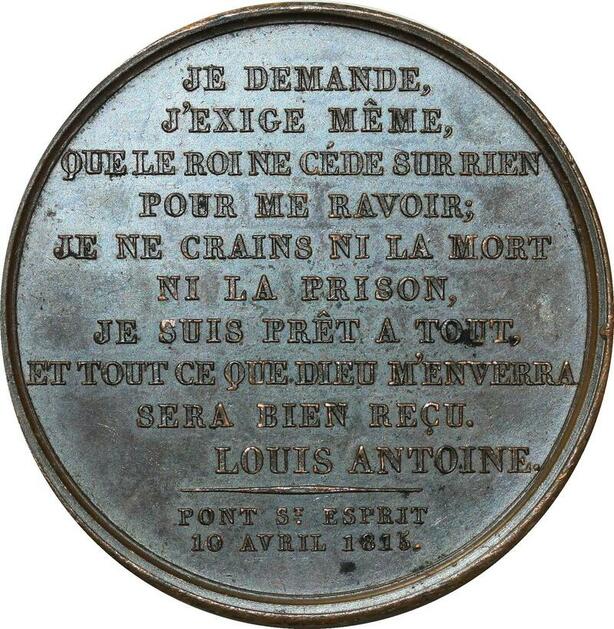 JE DEMANDE,
J'EXIGE MÊME,
QUE LE ROI NE CÉDE SUR RIEN
POUR ME RAVOIR;
JE NE CRAINS NI LA MORT
NI LA PRISON,
JE SUIS PRÊT A TOUT,
ET TOUT CE QUE DIEU M'ENVERRA
SERA BIEN REÇU.
LOUIS ANTOINE.
PONT ST. ESPRIT
10 AVRIL 1815.